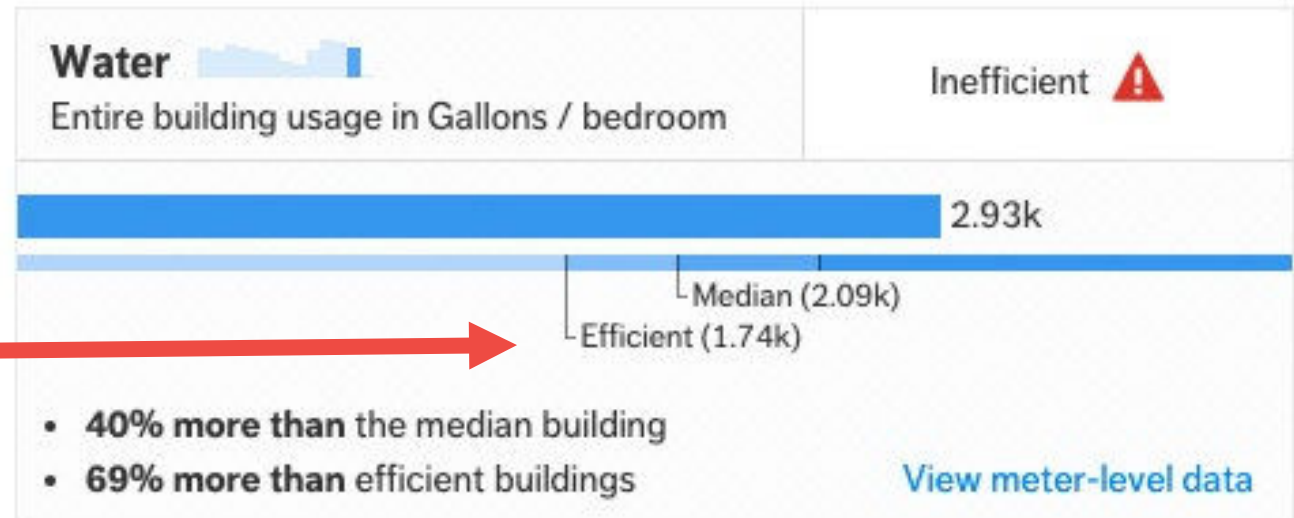 Water
Inefficient
Entire building usage in Gallons / bedroom
2.93k
Median (2.09k)
Efficient (1.74k)
• 40% more than the median building
• 69% more than efficient buildings
View meter-level data